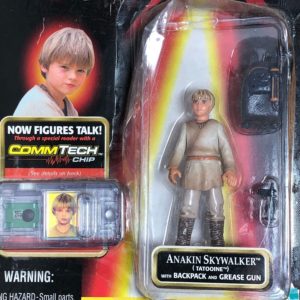 NOW FIGURES TALK!
Through a special reader with a
COMMTECH™
CHIP
(See details on back)
ANAKIN SKYWALKER™
(TATOOINE™)
WITH BACKPACK AND GREASE GUN
WARNING:
NG HAZARD-Small parts